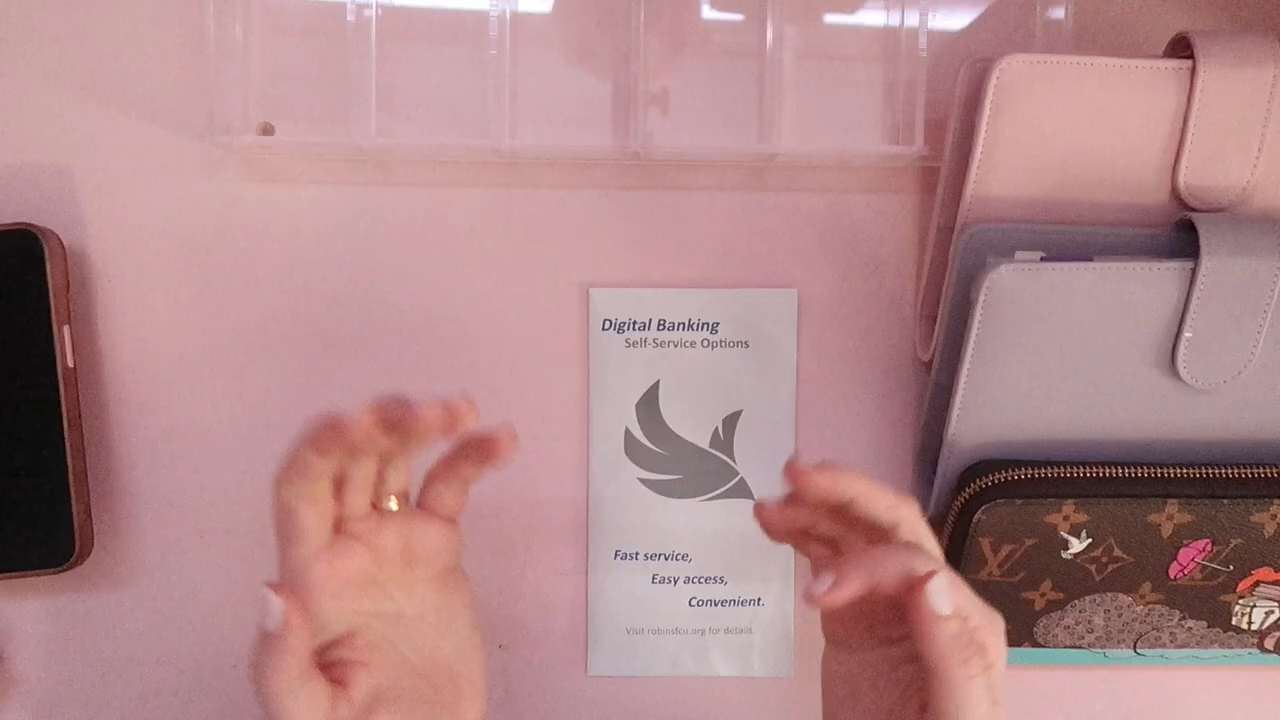 Digital Banking
Self-Service Options
Fast service,
Easy access,
Convenient.
Visit robinsfcu.org for details.